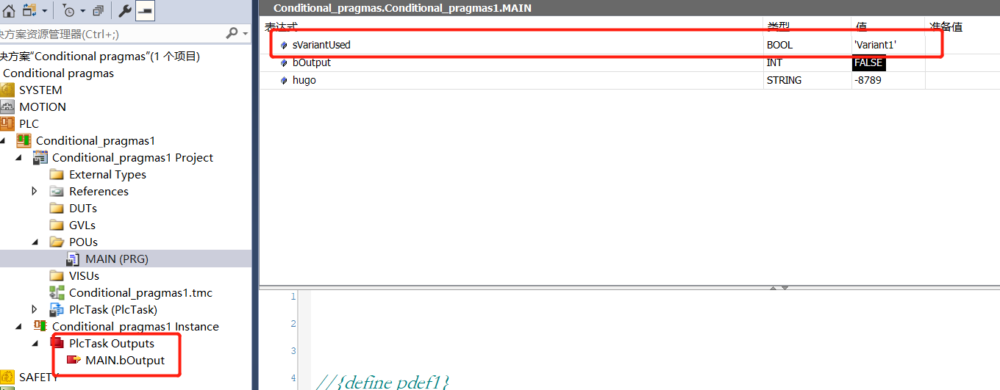 Conditional_pragmas.Conditional_pragmas1.MAIN
表达式 类型 值 准备值
sVariantUsed BOOL 'Variant1'
bOutput INT FALSE
hugo STRING -8789
决方案资源管理器(Ctrl+;)
决方案"Conditional pragmas"(1 个项目)
Conditional pragmas
SYSTEM
MOTION
PLC
Conditional_pragmas1
Conditional_pragmas1 Project
External Types
References
DUTs
GVLs
POUs
MAIN (PRG)
VISUs
Conditional_pragmas1.tmc
PlcTask (PlcTask)
Conditional_pragmas1 Instance
PlcTask Outputs
MAIN.bOutput
SAFETY
1
2
3
4 //{define pdef1}